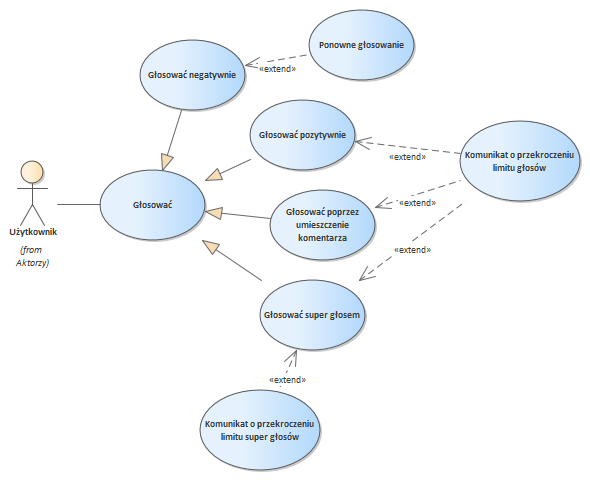 Ponowne głosowanie
«extend»
Głosować negatywnie
Głosować pozytywnie
Komunikat o przekroczeniu
limitu głosów
«extend»
Głosować
«extend»
Głosować poprzez
umieszczenie
komentarza
Użytkownik
(from
Aktorzy)
«extend»
Głosować super głosem
«extend»
Komunikat o przekroczeniu
limitu super głosów